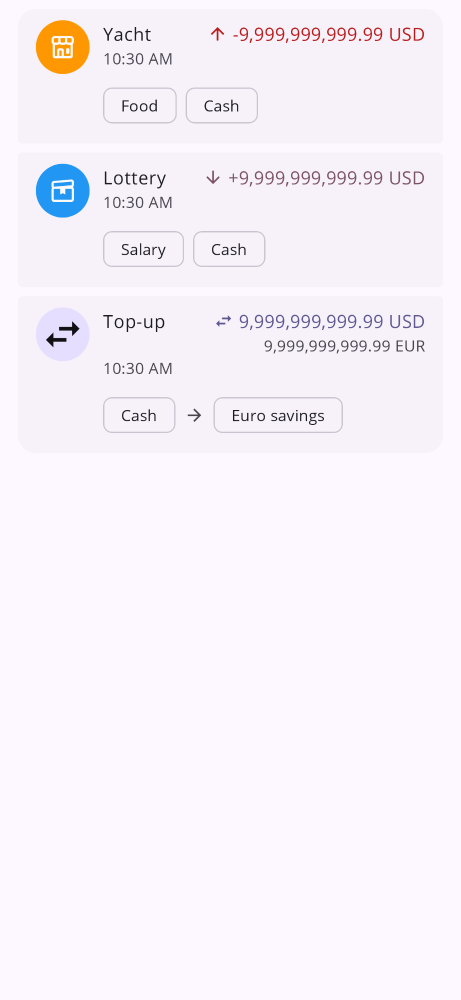 Yacht -9,999,999,999.99 USD
10:30 AM
Food Cash
Lottery +9,999,999,999.99 USD
10:30 AM
Salary Cash
Top-up 9,999,999,999.99 USD
9,999,999,999.99 EUR
10:30 AM
Cash Euro savings